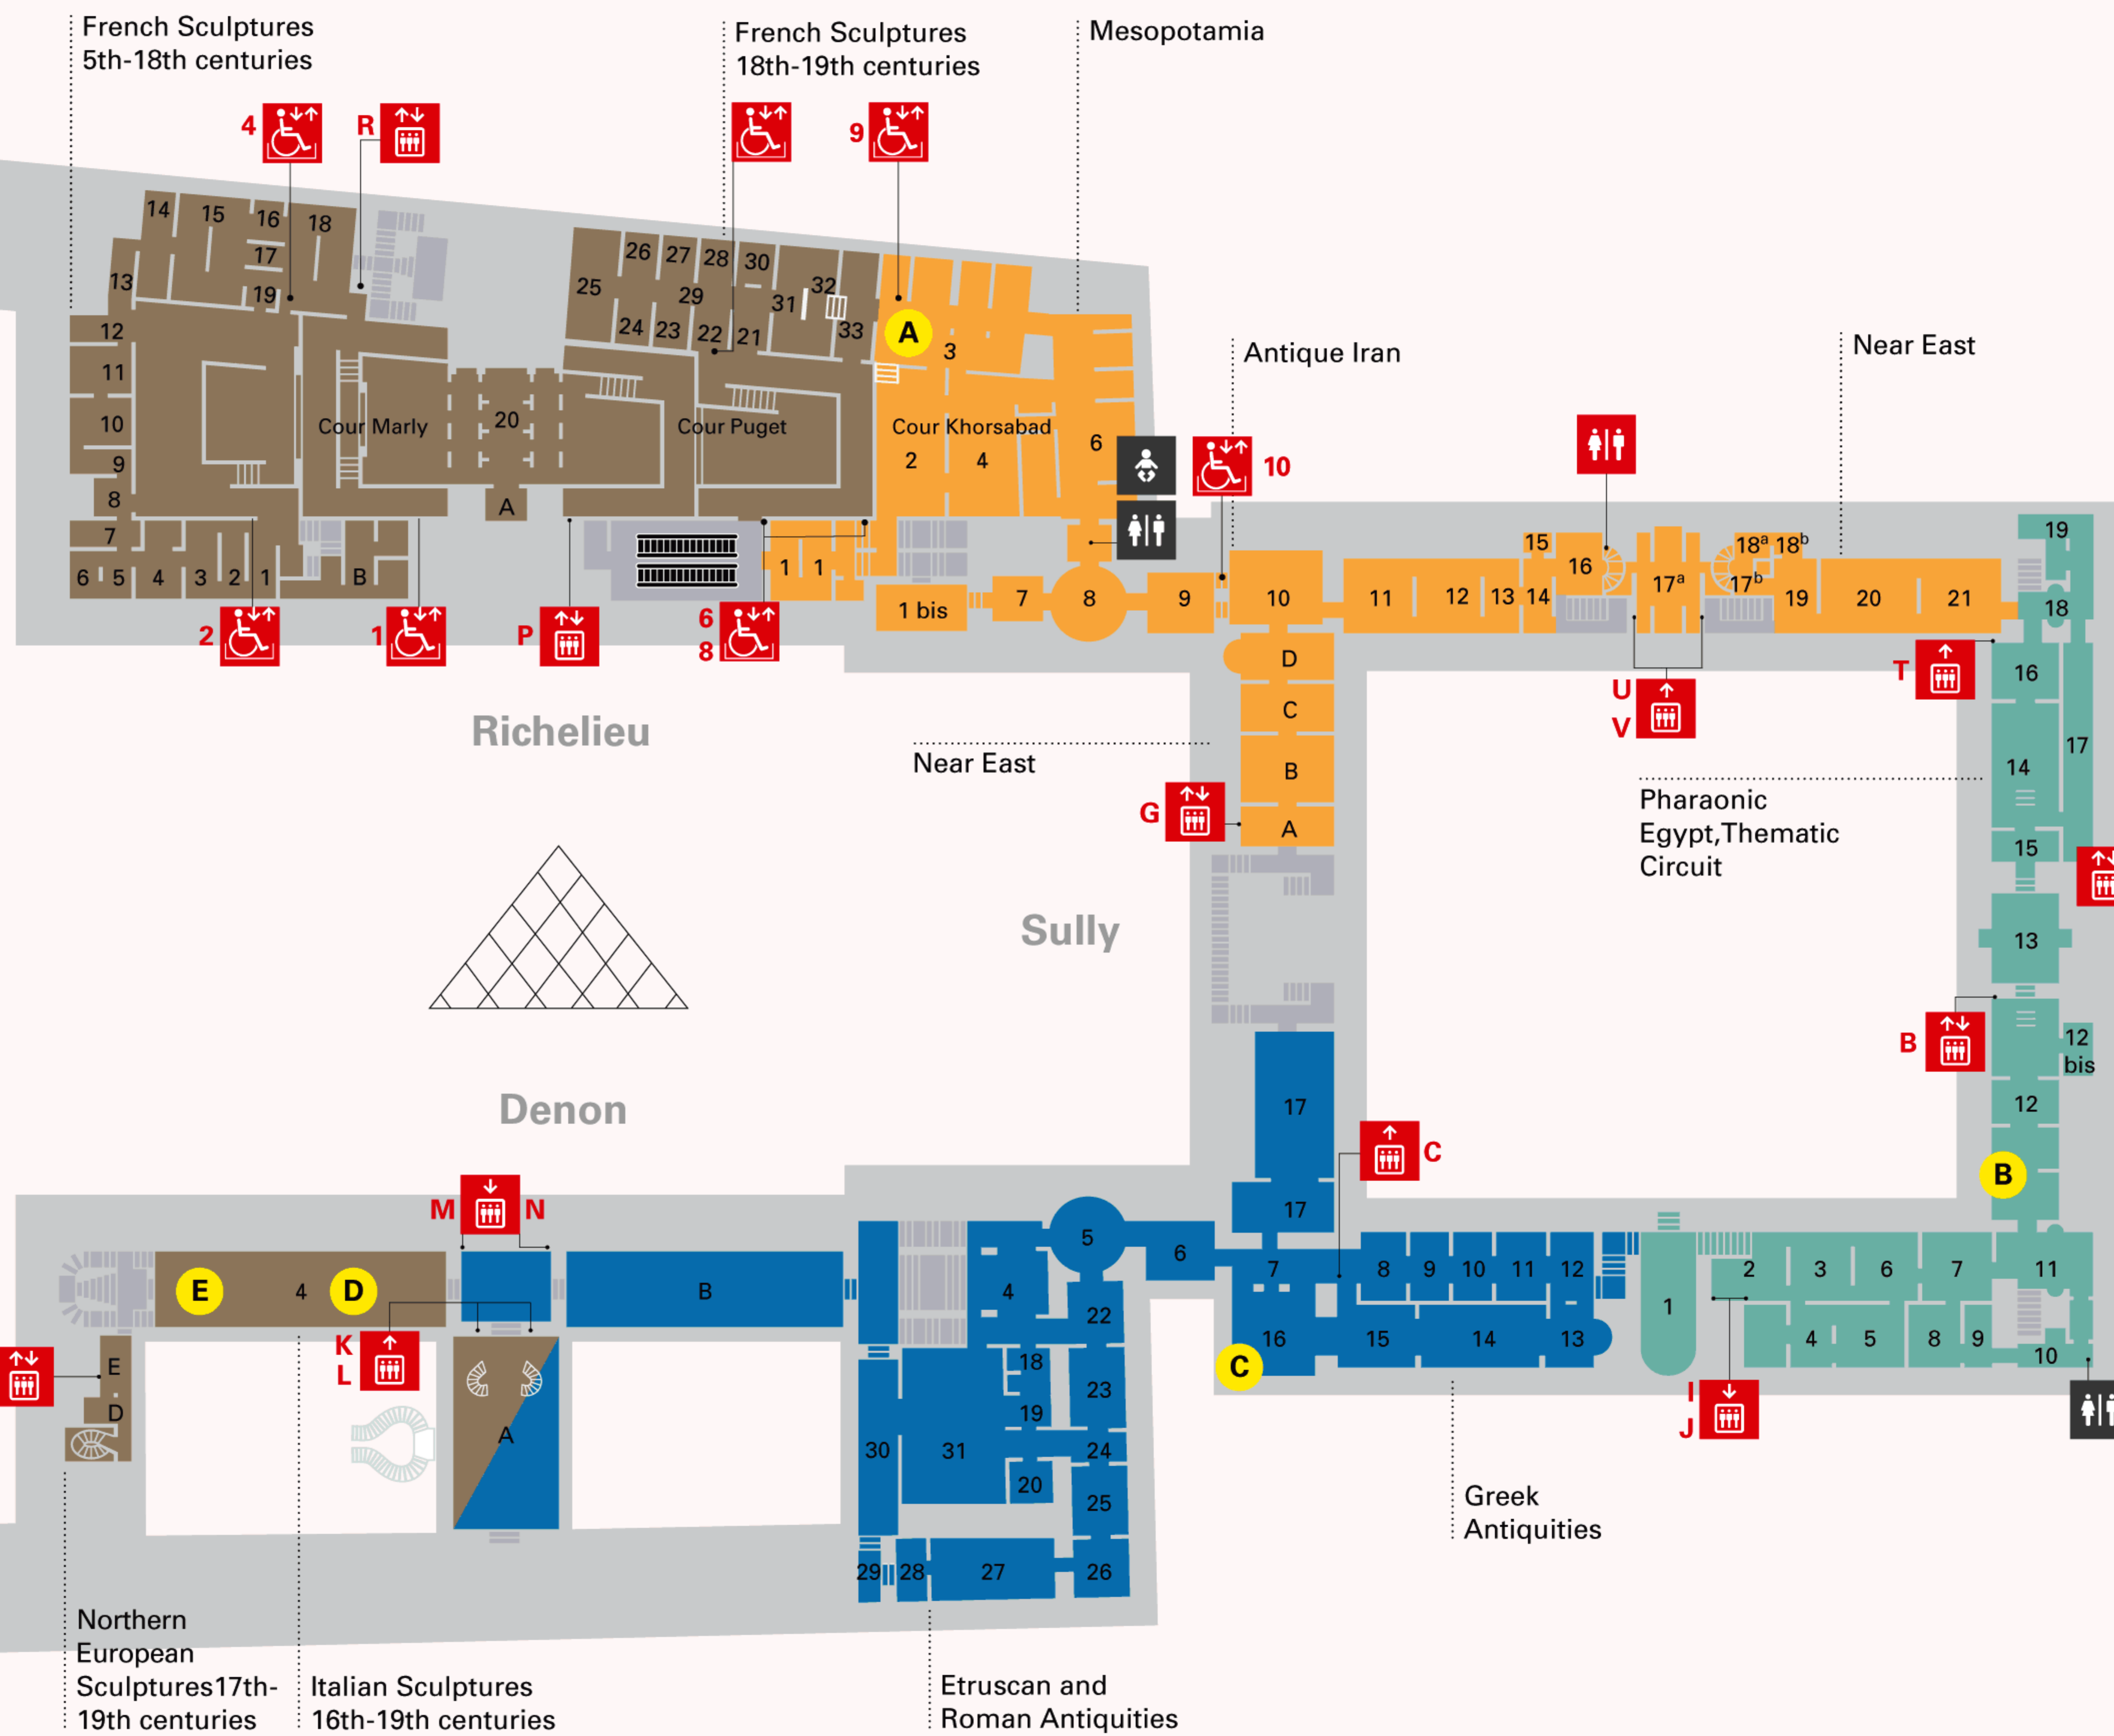 French Sculptures
5th-18th centuries
French Sculptures
18th-19th centuries
Mesopotamia
4
R
9
14
15
16
18
17
13
19
12
11
10
9
8
7
6
5
4
3
2
1
B
Cour Marly
20
A
26
27
28
30
25
29
31
32
24
23
22
21
33
Cour Puget
A
3
Cour Khorsabad
2
4
6
Antique Iran
10
Near East
1
1
1 bis
7
8
9
10
11
12
13
14
15
16
17a
17b
18a
18b
19
20
21
19
18
2
1
P
6
8
D
C
B
A
Near East
G
U
V
T
16
14
17
15
Pharaonic
Egypt,Thematic
Circuit
13
B
12
bis
12
B
Richelieu
Sully
Denon
17
17
C
M
N
E
4
D
B
K
L
A
E
D
5
6
4
22
18
19
23
30
31
24
20
25
29
28
27
26
7
8
9
10
11
12
16
15
14
13
C
1
2
3
6
7
11
4
5
8
9
10
I
J
Greek
Antiquities
Northern
European
Sculptures17th-
19th centuries
Italian Sculptures
16th-19th centuries
Etruscan and
Roman Antiquities